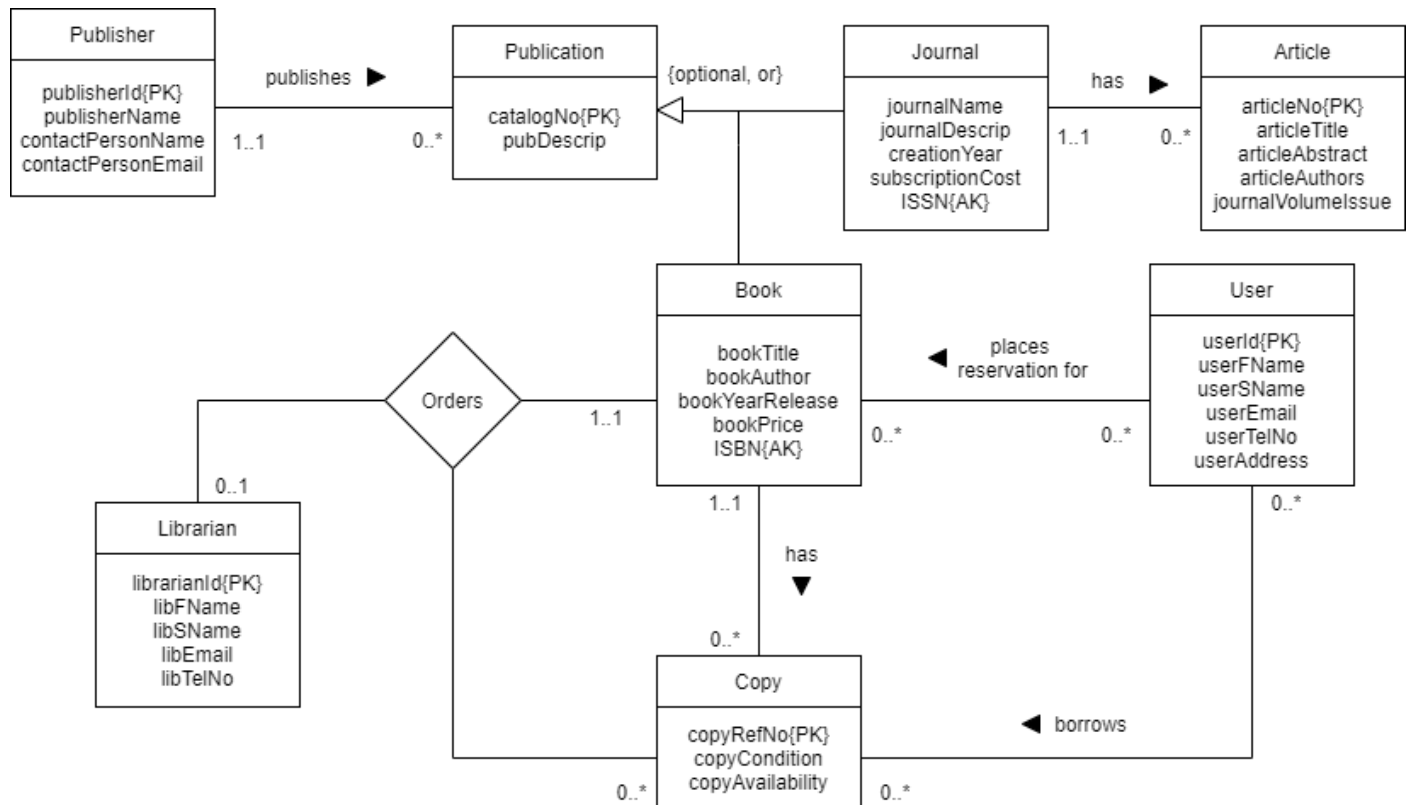 Publisher
publisherId{PK}
publisherName
contactPersonName
contactPersonEmail
publishes
1..1
0..*
Publication
catalogNo{PK}
pubDescrip
{optional, or}
Journal
journalName
journalDescrip
creationYear
subscriptionCost
ISSN{AK}
has
1..1
0..*
Article
articleNo{PK}
articleTitle
articleAbstract
articleAuthors
journalVolumeIssue
Book
bookTitle
bookAuthor
bookYearRelease
bookPrice
ISBN{AK}
places
reservation for
0..*
0..*
User
userId{PK}
userFName
userSName
userEmail
userTelNo
userAddress
Orders
1..1
0..1
Librarian
librarianId{PK}
libFName
libSName
libEmail
libTelNo
1..1
has
0..*
0..*
Copy
copyRefNo{PK}
copyCondition
copyAvailability
borrows
0..*
0..*